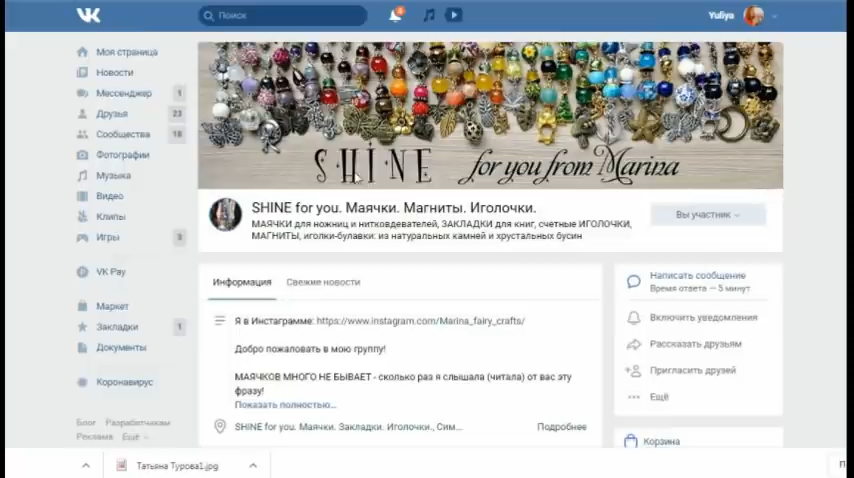 Поиск
6
Yuliya
Моя страница
Новости
Мессенджер 1
Друзья 23
Сообщества 18
Фотографии
Музыка
Видео
Клипы
Игры 3
VK Pay
Маркет
Закладки 1
Документы
Коронавирус
Блог Разработчикам
Реклама Ещё
SHINE for you from Marina
SHINE for you. Маячки. Магниты. Иголочки.
МАЯЧКИ для ножниц и нитковдевателей, ЗАКЛАДКИ для книг, счетные ИГОЛОЧКИ,
МАГНИТЫ, иголки-булавки: из натуральных камней и хрустальных бусин
Вы участник
Информация Свежие новости
Я в Инстаграмме: https://www.instagram.com/Marina_fairy_crafts/
Добро пожаловать в мою группу!
МАЯЧКОВ МНОГО НЕ БЫВАЕТ - сколько раз я слышала (читала) от вас эту
фразу!
Показать полностью...
SHINE for you. Маячки. Закладки. Иголочки., Сим... Подробнее
Написать сообщение
Время ответа — 5 минут
Включить уведомления
Рассказать друзьям
Пригласить друзей
Ещё
Корзина
Татьяна Турова1.jpg
П